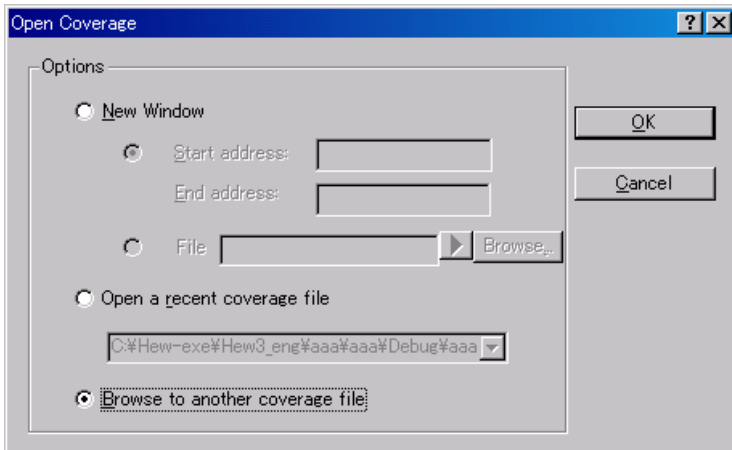 Open Coverage
Options
New Window
OK
Start address:
End address:
Cancel
File
Browse...
Open a recent coverage file
C:¥Hew-exe¥Hew3_eng¥aaa¥aaa¥Debug¥aaa
Browse to another coverage file